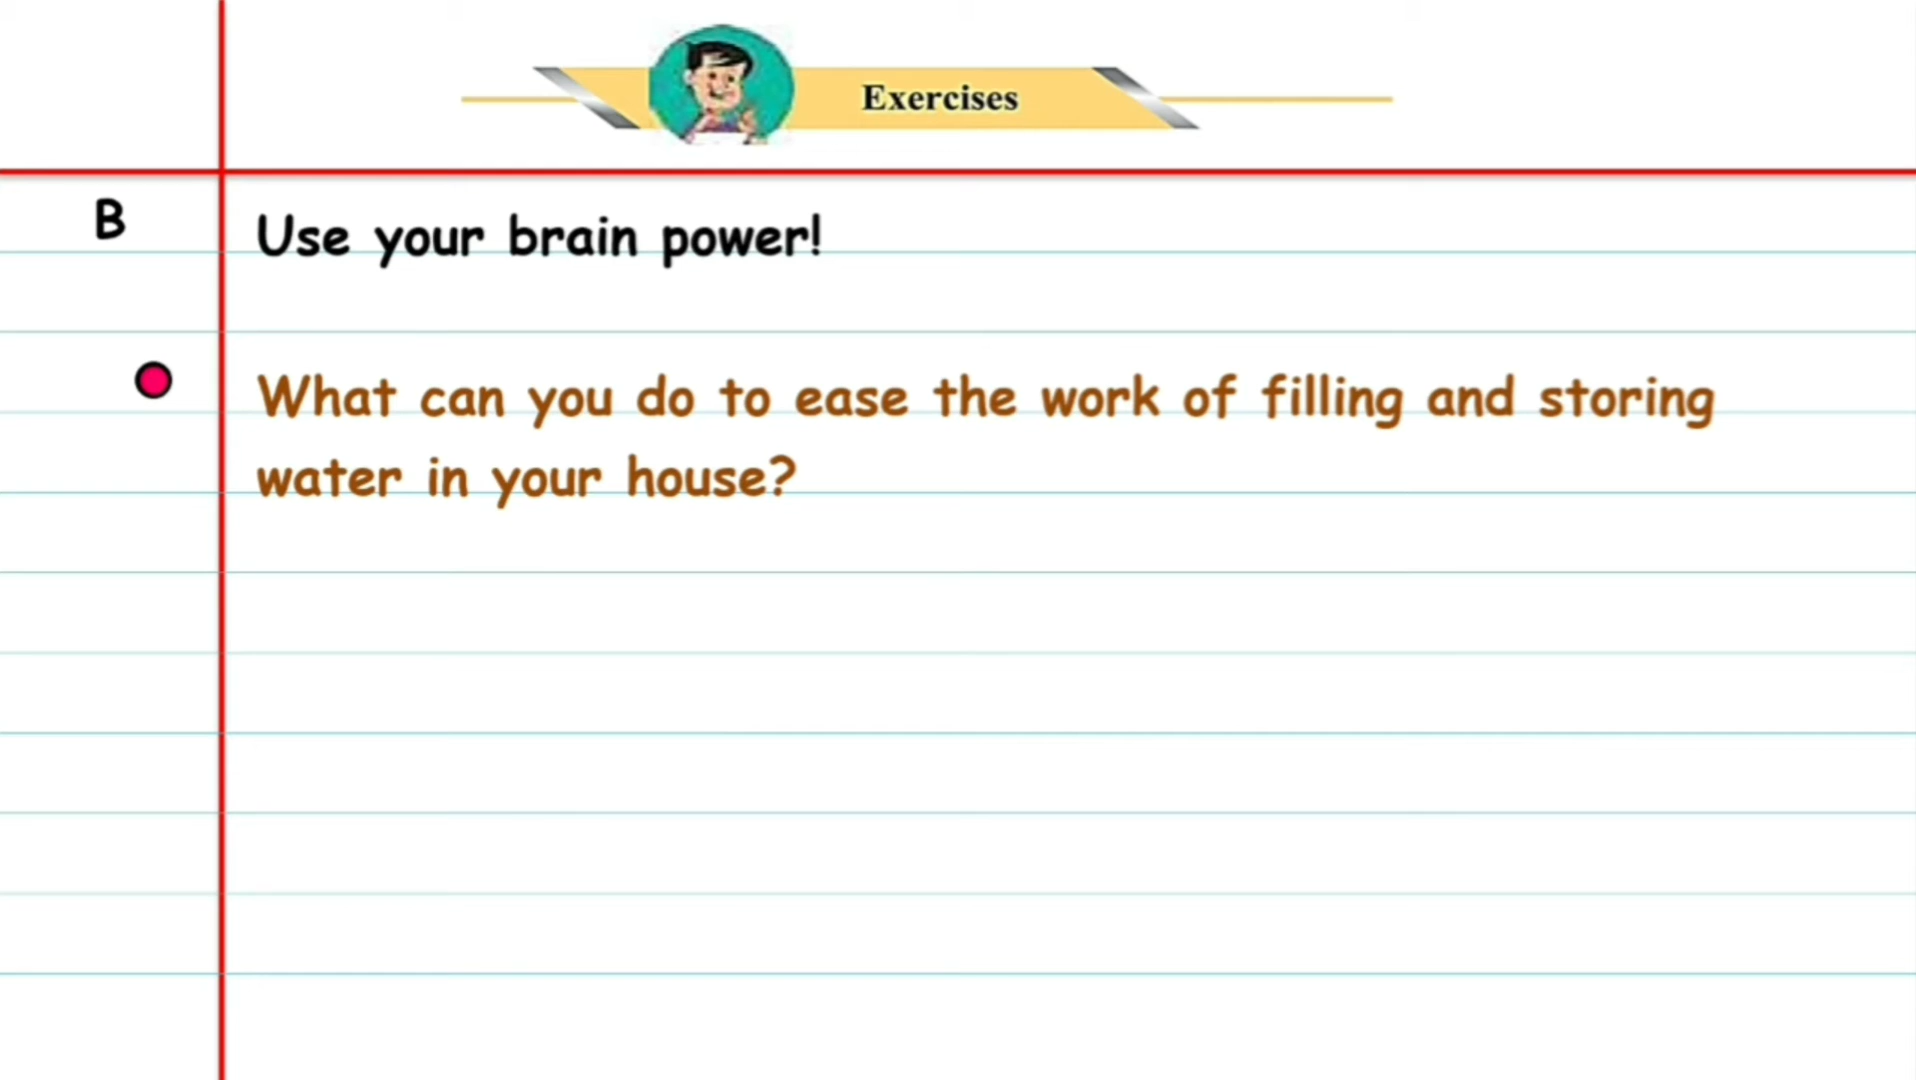 Exercises
B
Use your brain power!
What can you do to ease the work of filling and storing
water in your house?